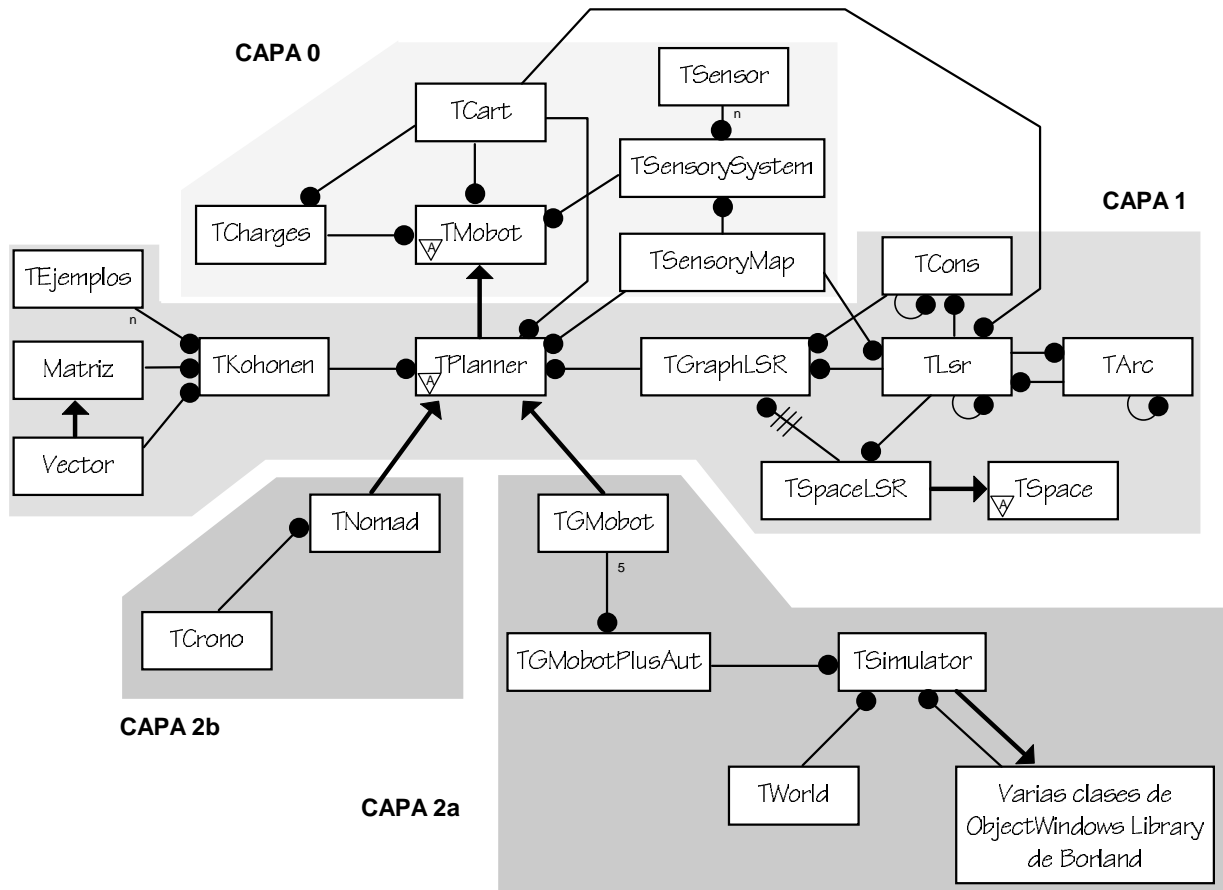 CAPA 0
TSensor
TCart
n
TSensorySystem
CAPA 1
TCharges
TMobot
A
TSensoryMap
TCons
TEjemplos
n
Matriz
TKohonen
TPlanner
A
TGraphLSR
TLsr
TArc
Vector
TSpaceLSR
TSpace
A
TNomad
TGMobot
5
TCrono
TGMobotPlusAut
TSimulator
CAPA 2b
CAPA 2a
TWorld
Varias clases de
ObjectWindows Library
de Borland